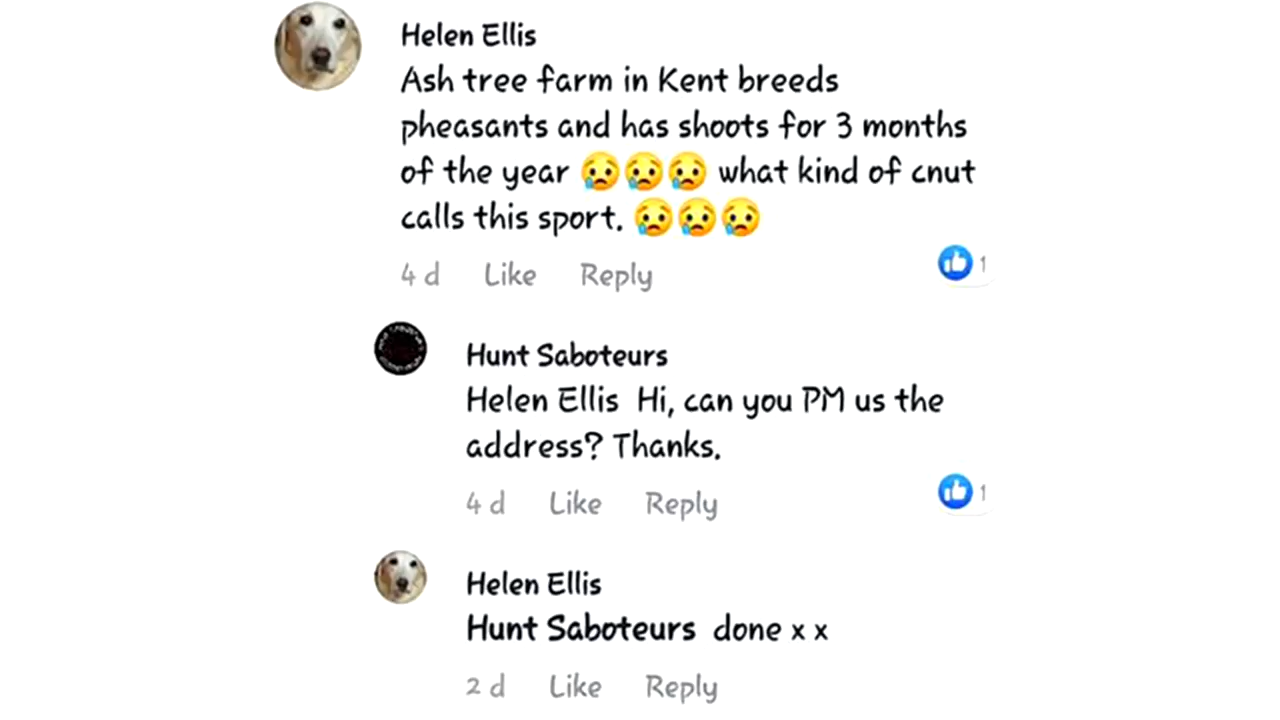 Helen Ellis
Ash tree farm in Kent breeds
pheasants and has shoots for 3 months
of the year 😢😢😢 what kind of cnut
calls this sport. 😢😢😢
4 d Like Reply 1
Hunt Saboteurs
Helen Ellis Hi, can you PM us the
address? Thanks.
4 d Like Reply 1
Helen Ellis
Hunt Saboteurs done x x
2 d Like Reply